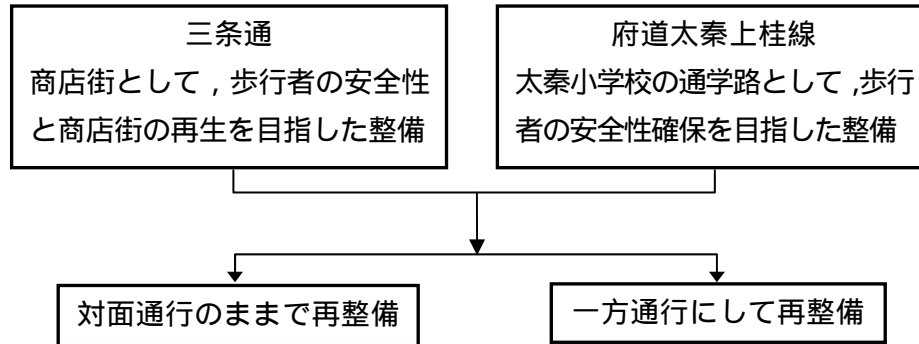 三条通
商店街として，歩行者の安全性
と商店街の再生を目指した整備
府道太秦上桂線
太秦小学校の通学路として，歩行
者の安全性確保を目指した整備
対面通行のままで再整備
一方通行にして再整備